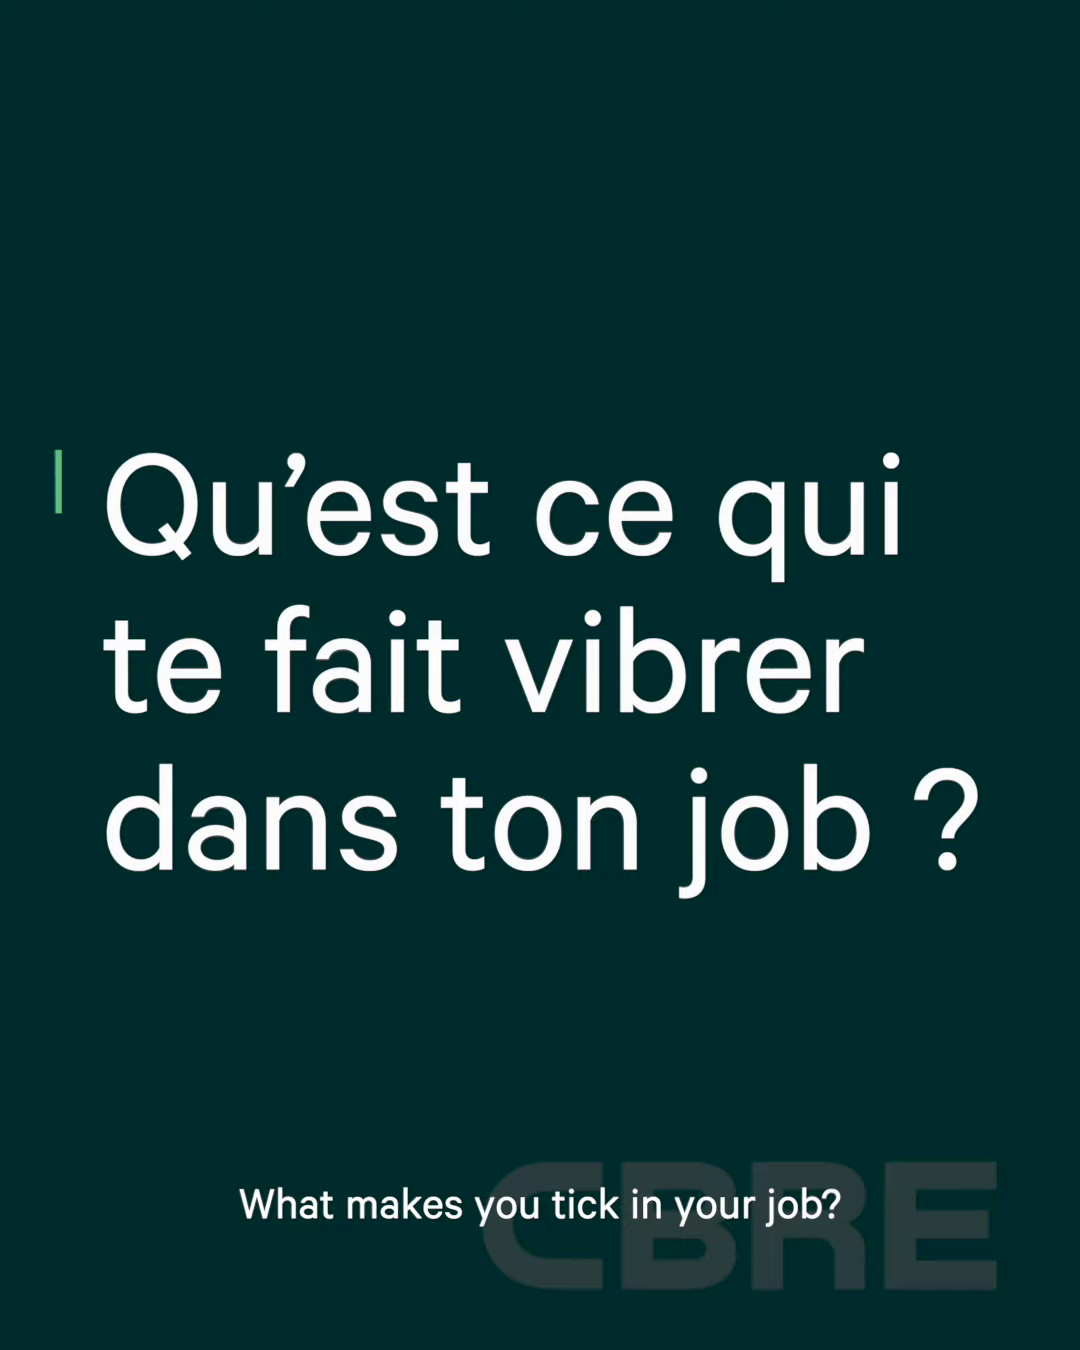 Qu’est ce qui
te fait vibrer
dans ton job ?
What makes you tick in your job?
CBRE